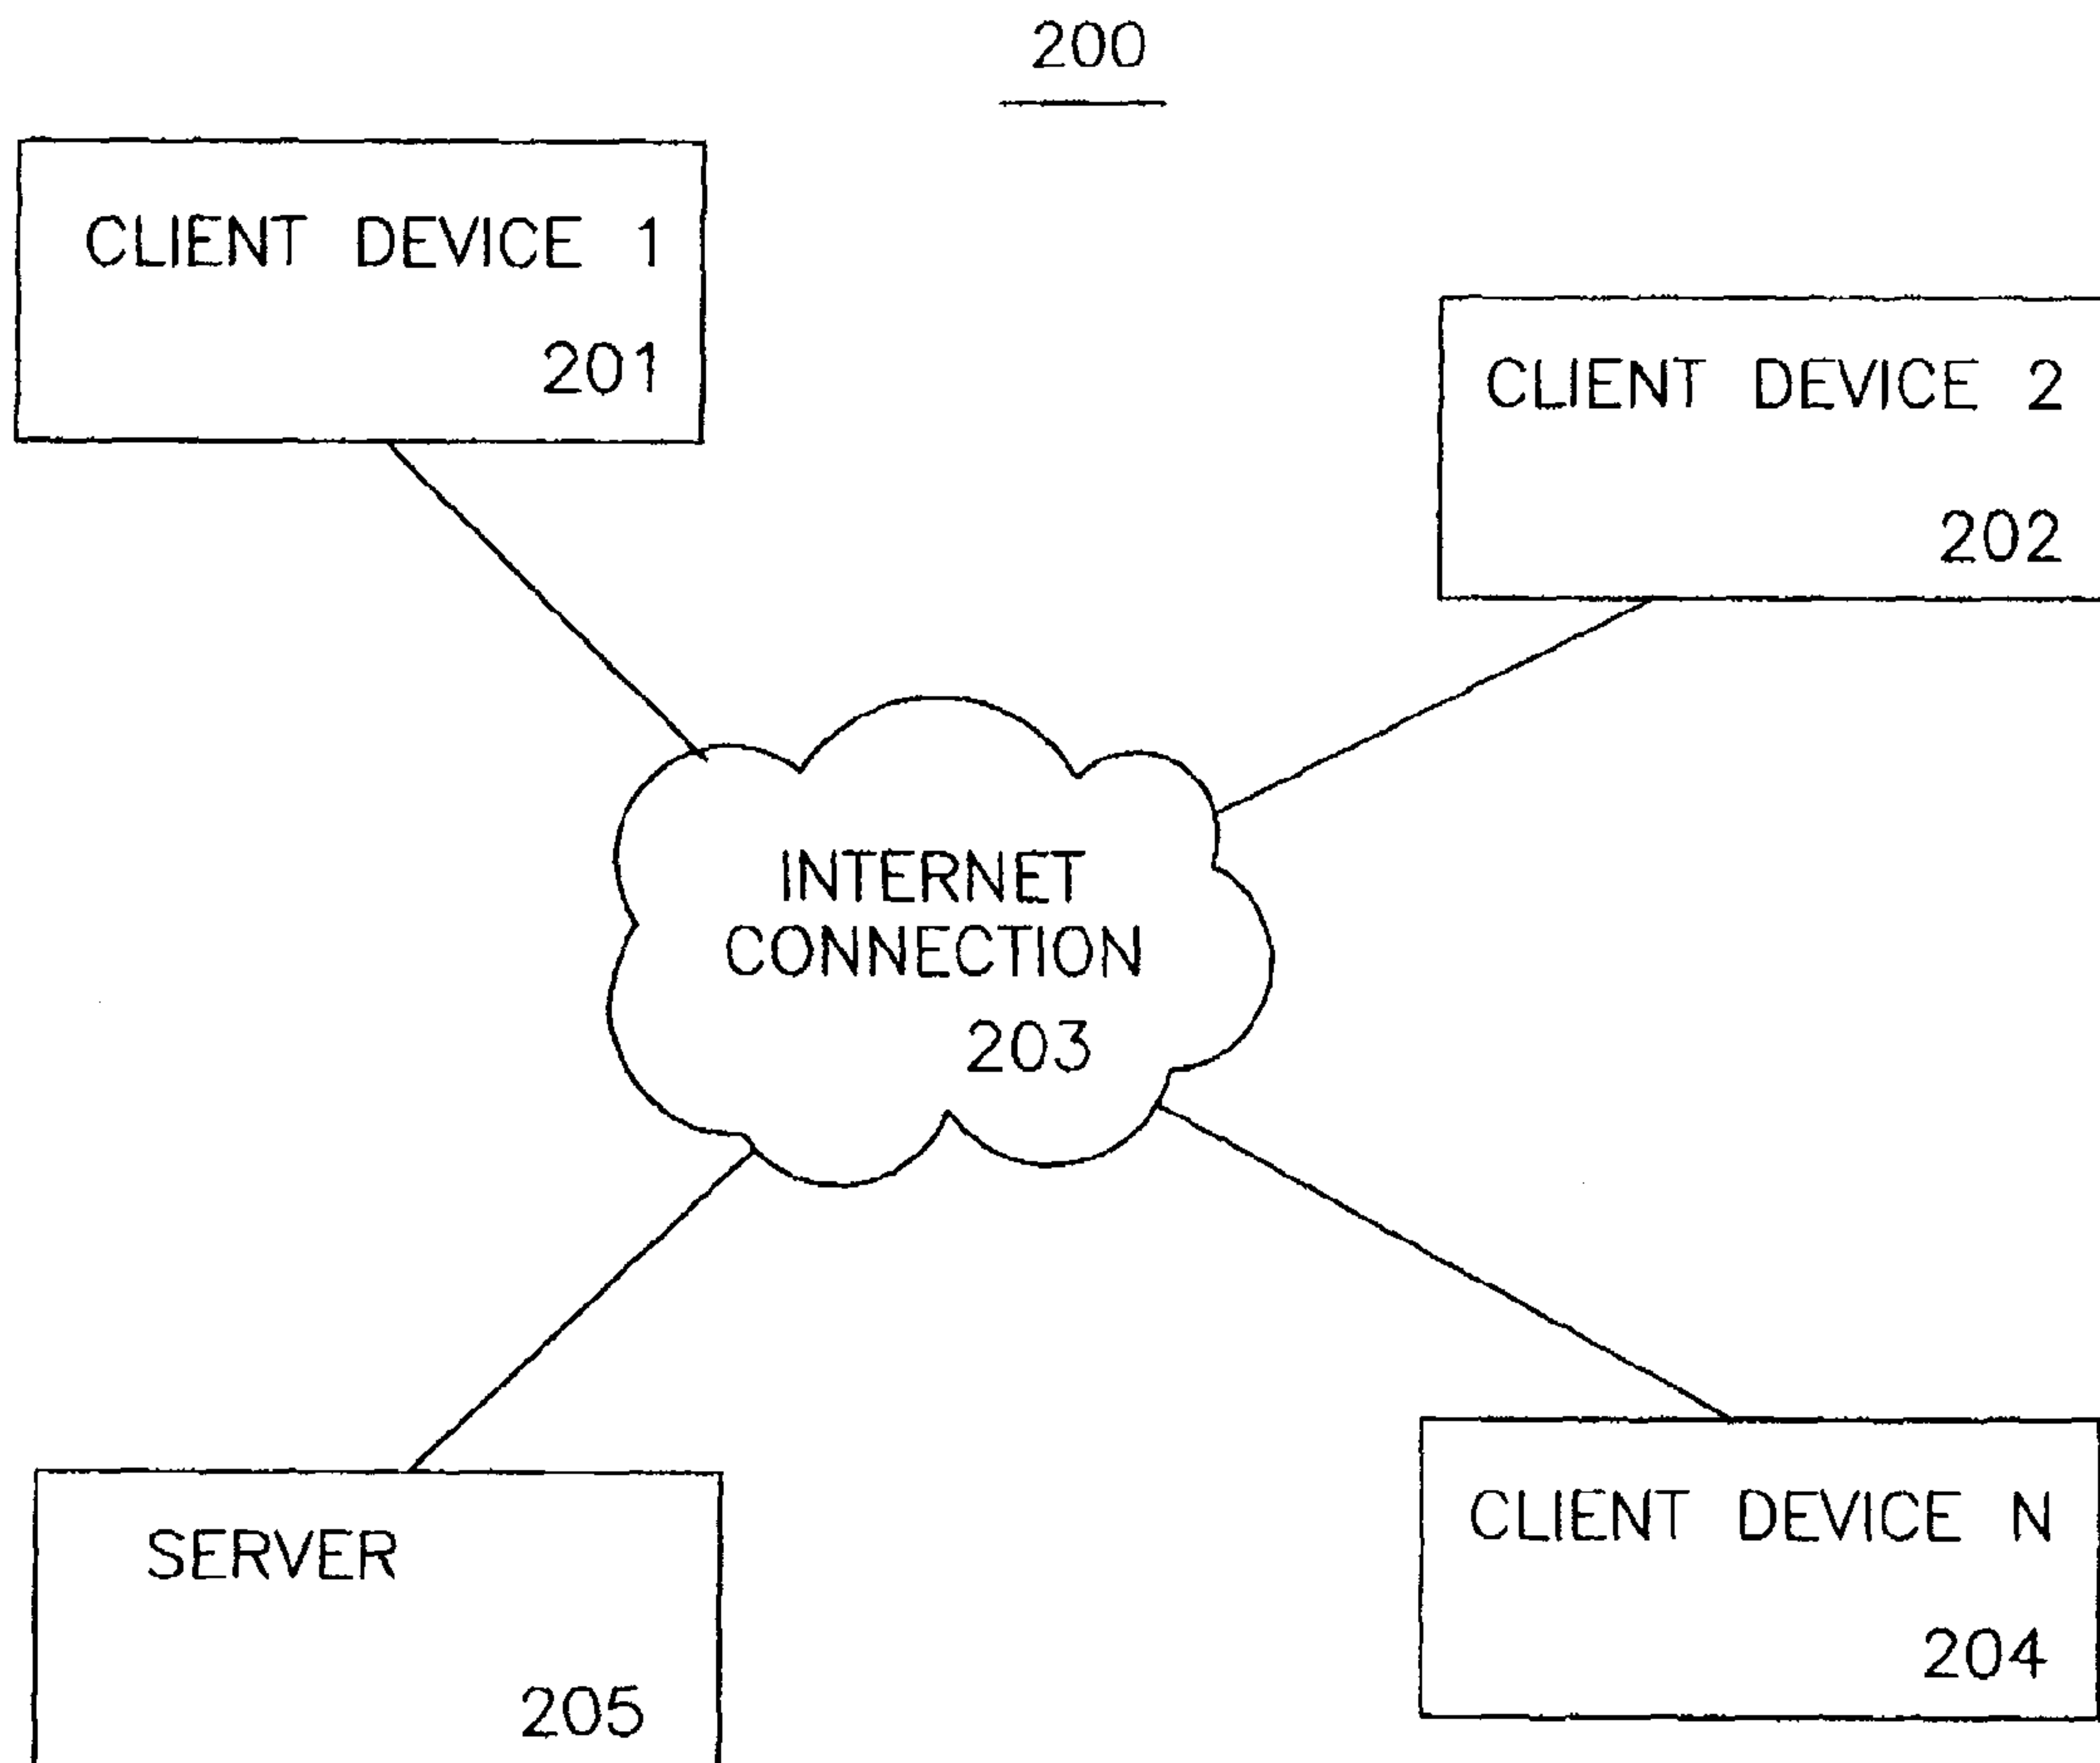 200
CLIENT DEVICE 1
201
CLIENT DEVICE 2
202
INTERNET
CONNECTION
203
SERVER
205
CLIENT DEVICE N
204